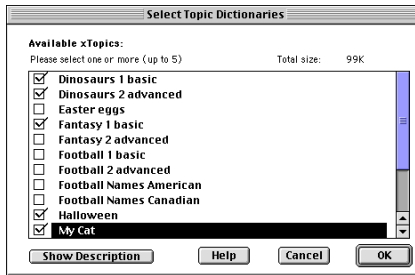 Select Topic Dictionaries
Available xTopics:
Please select one or more (up to 5) Total size: 99K
Dinosaurs 1 basic
Dinosaurs 2 advanced
Easter eggs
Fantasy 1 basic
Fantasy 2 advanced
Football 1 basic
Football 2 advanced
Football Names American
Football Names Canadian
Halloween
My Cat
Show Description Help Cancel OK